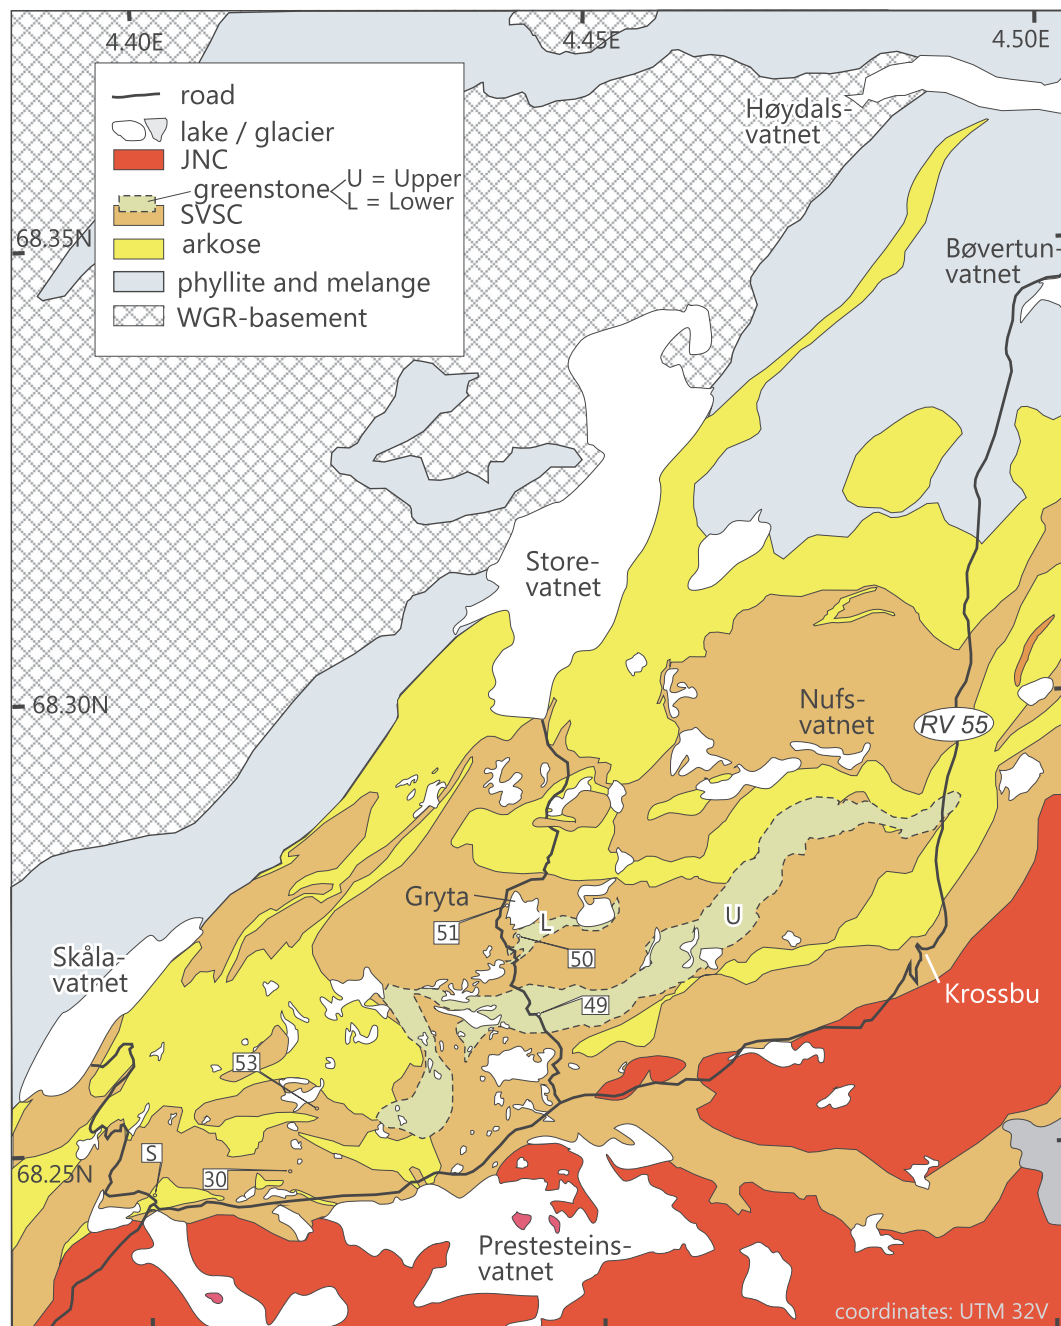 4.40E
4.45E
4.50E
road
lake / glacier
JNC
greenstone
U = Upper
L = Lower
SVSC
arkose
phyllite and melange
WGR-basement
Høydals-
vatnet
68.35N
Bøvertun-
vatnet
Store-
vatnet
68.30N
Nufs-
vatnet
RV 55
Gryta
51
L
U
50
Skåla-
vatnet
49
Krossbu
53
S
30
68.25N
Prestesteins-
vatnet
coordinates: UTM 32V